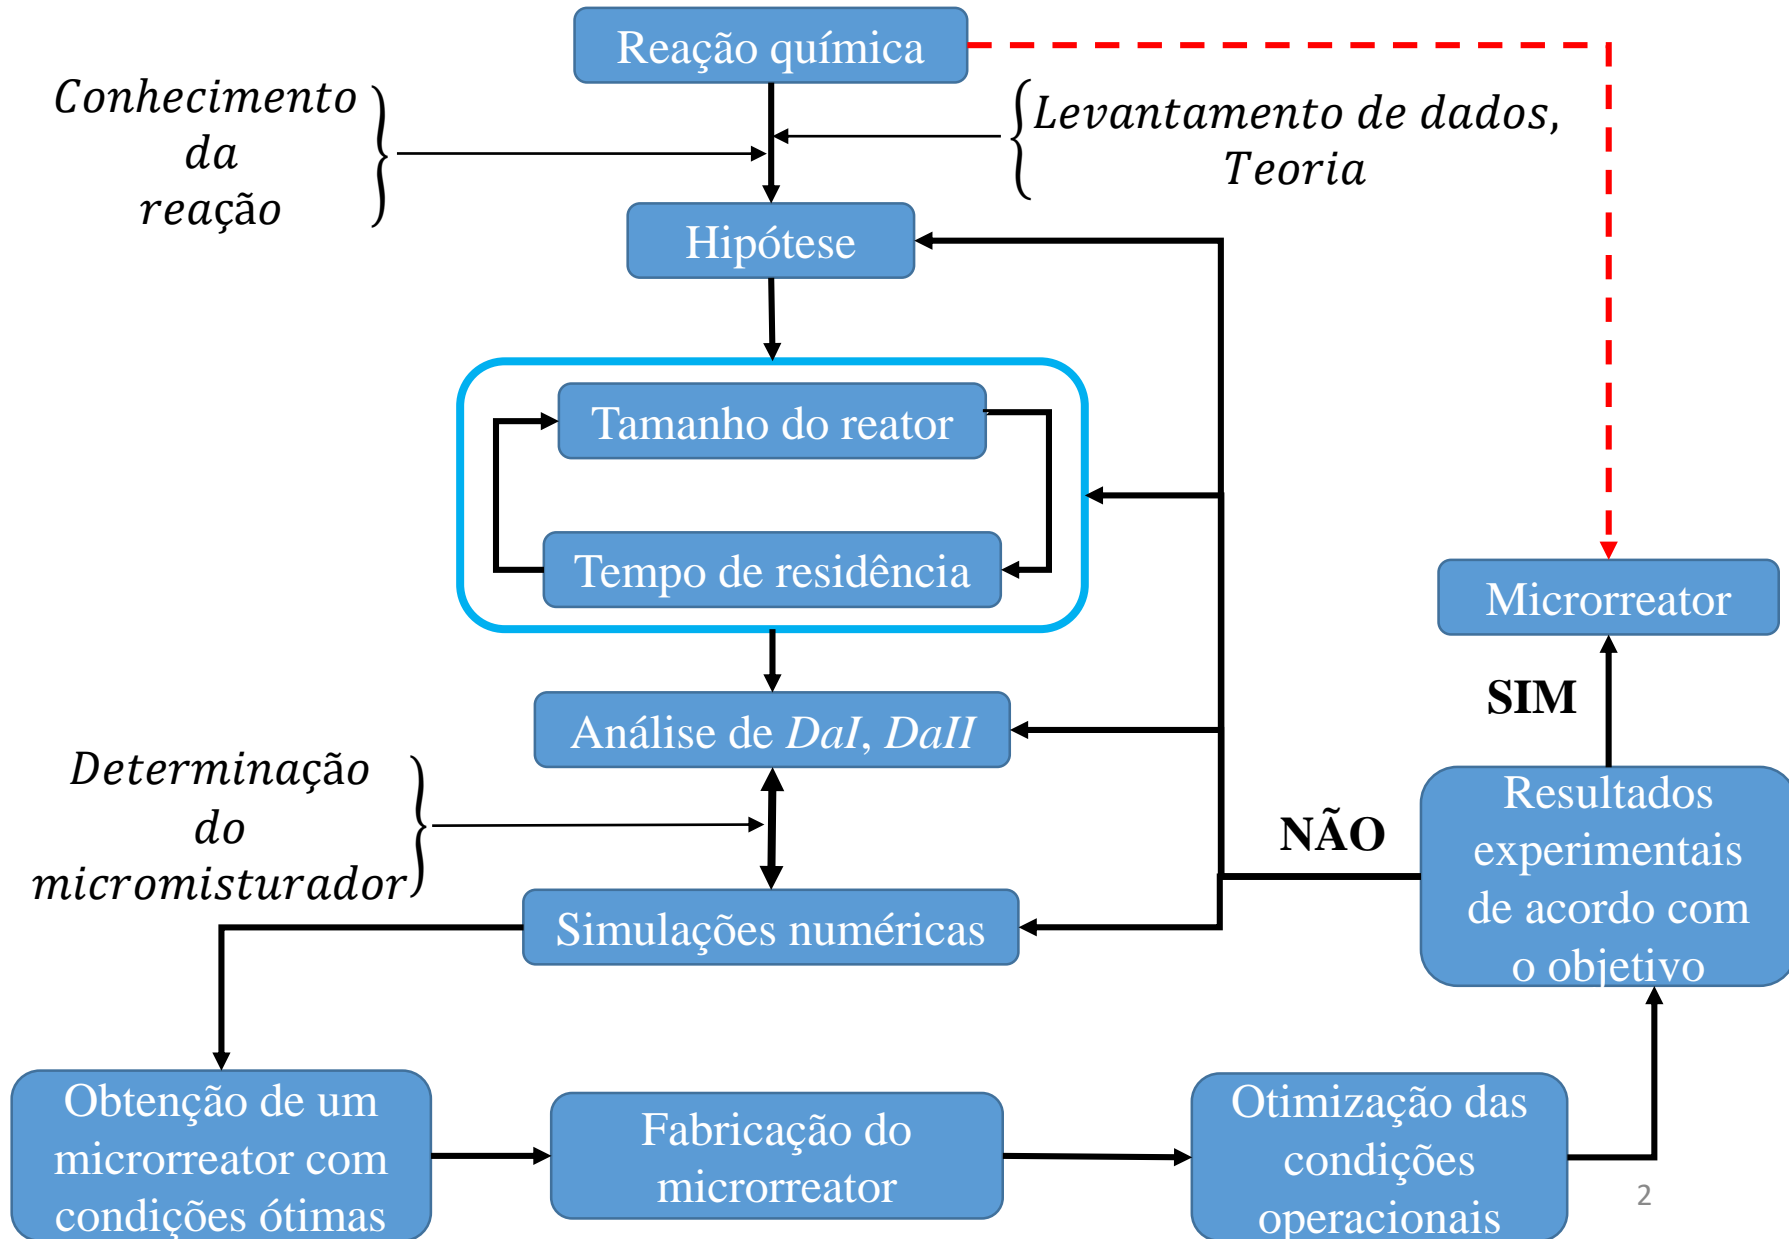 Reação química
Conhecimento
da
reação
Levantamento de dados,
Teoria
Hipótese
Tamanho do reator
Tempo de residência
Microrreator
SIM
Análise de DaI, DaII
Determinação
do
micromisturador
NÃO
Resultados
experimentais
de acordo com
o objetivo
Simulações numéricas
Obtenção de um
microrreator com
condições ótimas
Fabricação do
microrreator
Otimização das
condições
operacionais
2